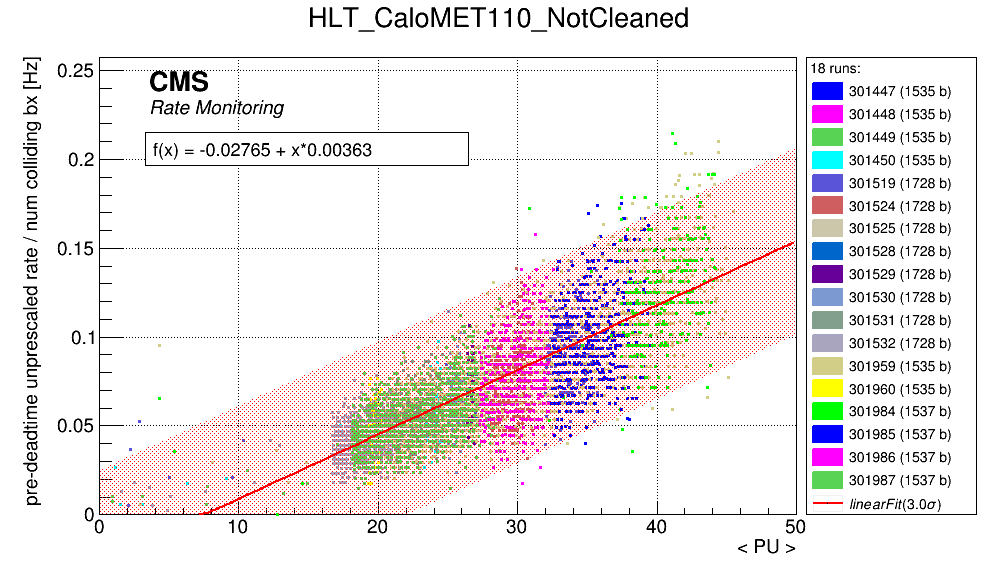 HLT_CaloMET110_NotCleaned
pre-deadtime unprescaled rate / num colliding bx [Hz]
0.25
0.2
0.15
0.1
0.05
0
CMS
Rate Monitoring
f(x) = -0.02765 + x*0.00363
0 10 20 30 40 50
< PU >
18 runs:
301447 (1535 b)
301448 (1535 b)
301449 (1535 b)
301450 (1535 b)
301519 (1728 b)
301524 (1728 b)
301525 (1728 b)
301528 (1728 b)
301529 (1728 b)
301530 (1728 b)
301531 (1728 b)
301532 (1728 b)
301959 (1535 b)
301960 (1535 b)
301984 (1537 b)
301985 (1537 b)
301986 (1537 b)
301987 (1537 b)
linearFit(3.0σ)